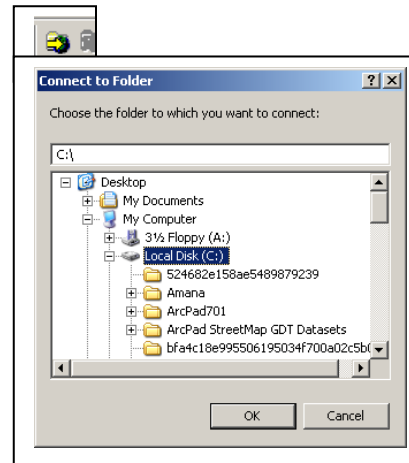 Connect to Folder
Choose the folder to which you want to connect:
C:\
Desktop
My Documents
My Computer
3½ Floppy (A:)
Local Disk (C:)
524682e158ae5489879239
Amana
ArcPad701
ArcPad StreetMap GDT Datasets
bfa4c18e995506195034f700a02c5b
OK
Cancel